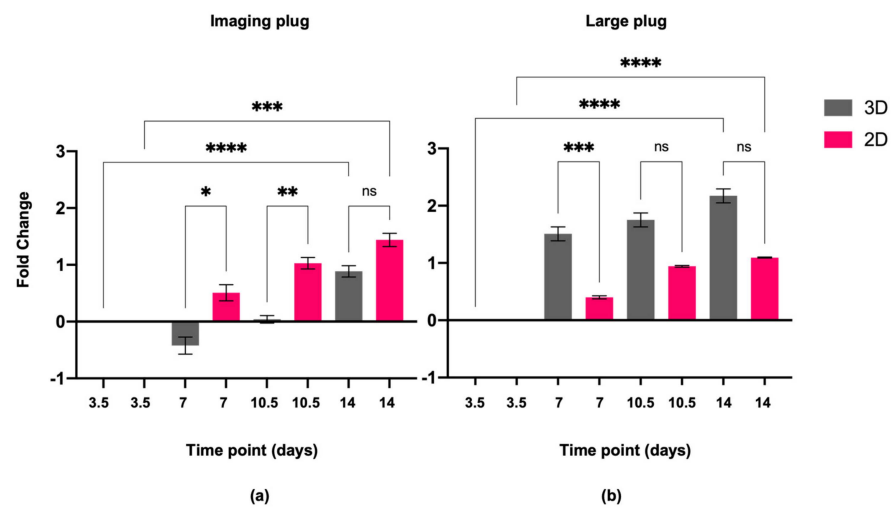 Imaging plug
Large plug
3D
2D
****
***
****
****
*
**
ns
***
ns
ns
Fold Change
3
2
1
0
-1
3
2
1
0
-1
3.5 3.5 7 7 10.5 10.5 14 14
3.5 3.5 7 7 10.5 10.5 14 14
Time point (days)
Time point (days)
(a)
(b)